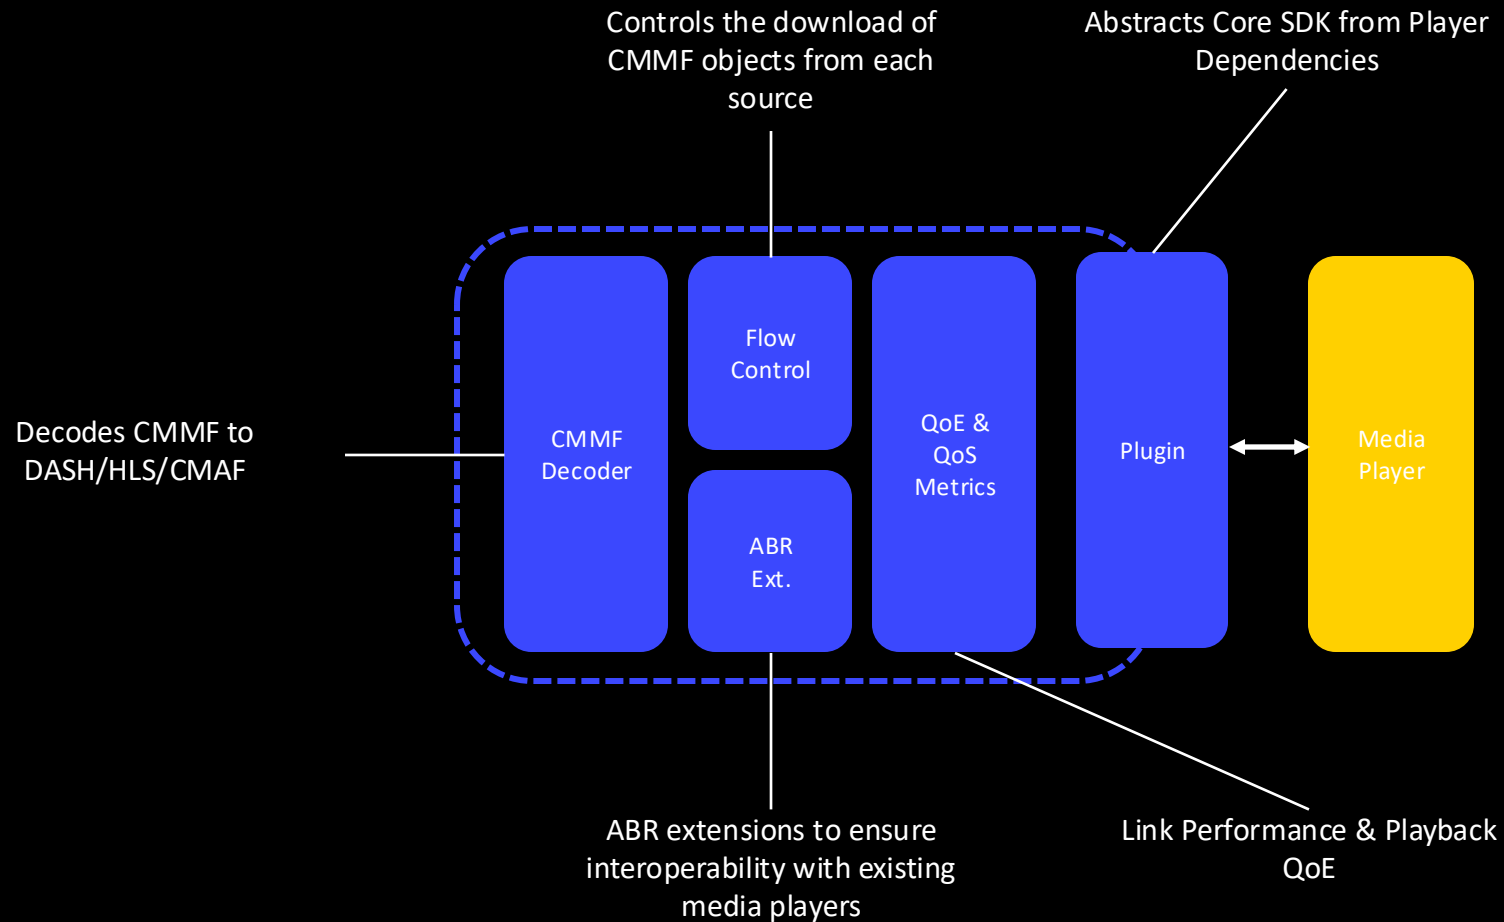 Controls the download of
CMMF objects from each
source
Abstracts Core SDK from Player
Dependencies
Flow
Control
QoE &
QoS
Metrics
CMMF
Decoder
Plugin
Media
Player
Decodes CMMF to
DASH/HLS/CMAF
ABR
Ext.
ABR extensions to ensure
interoperability with existing
media players
Link Performance & Playback
QoE